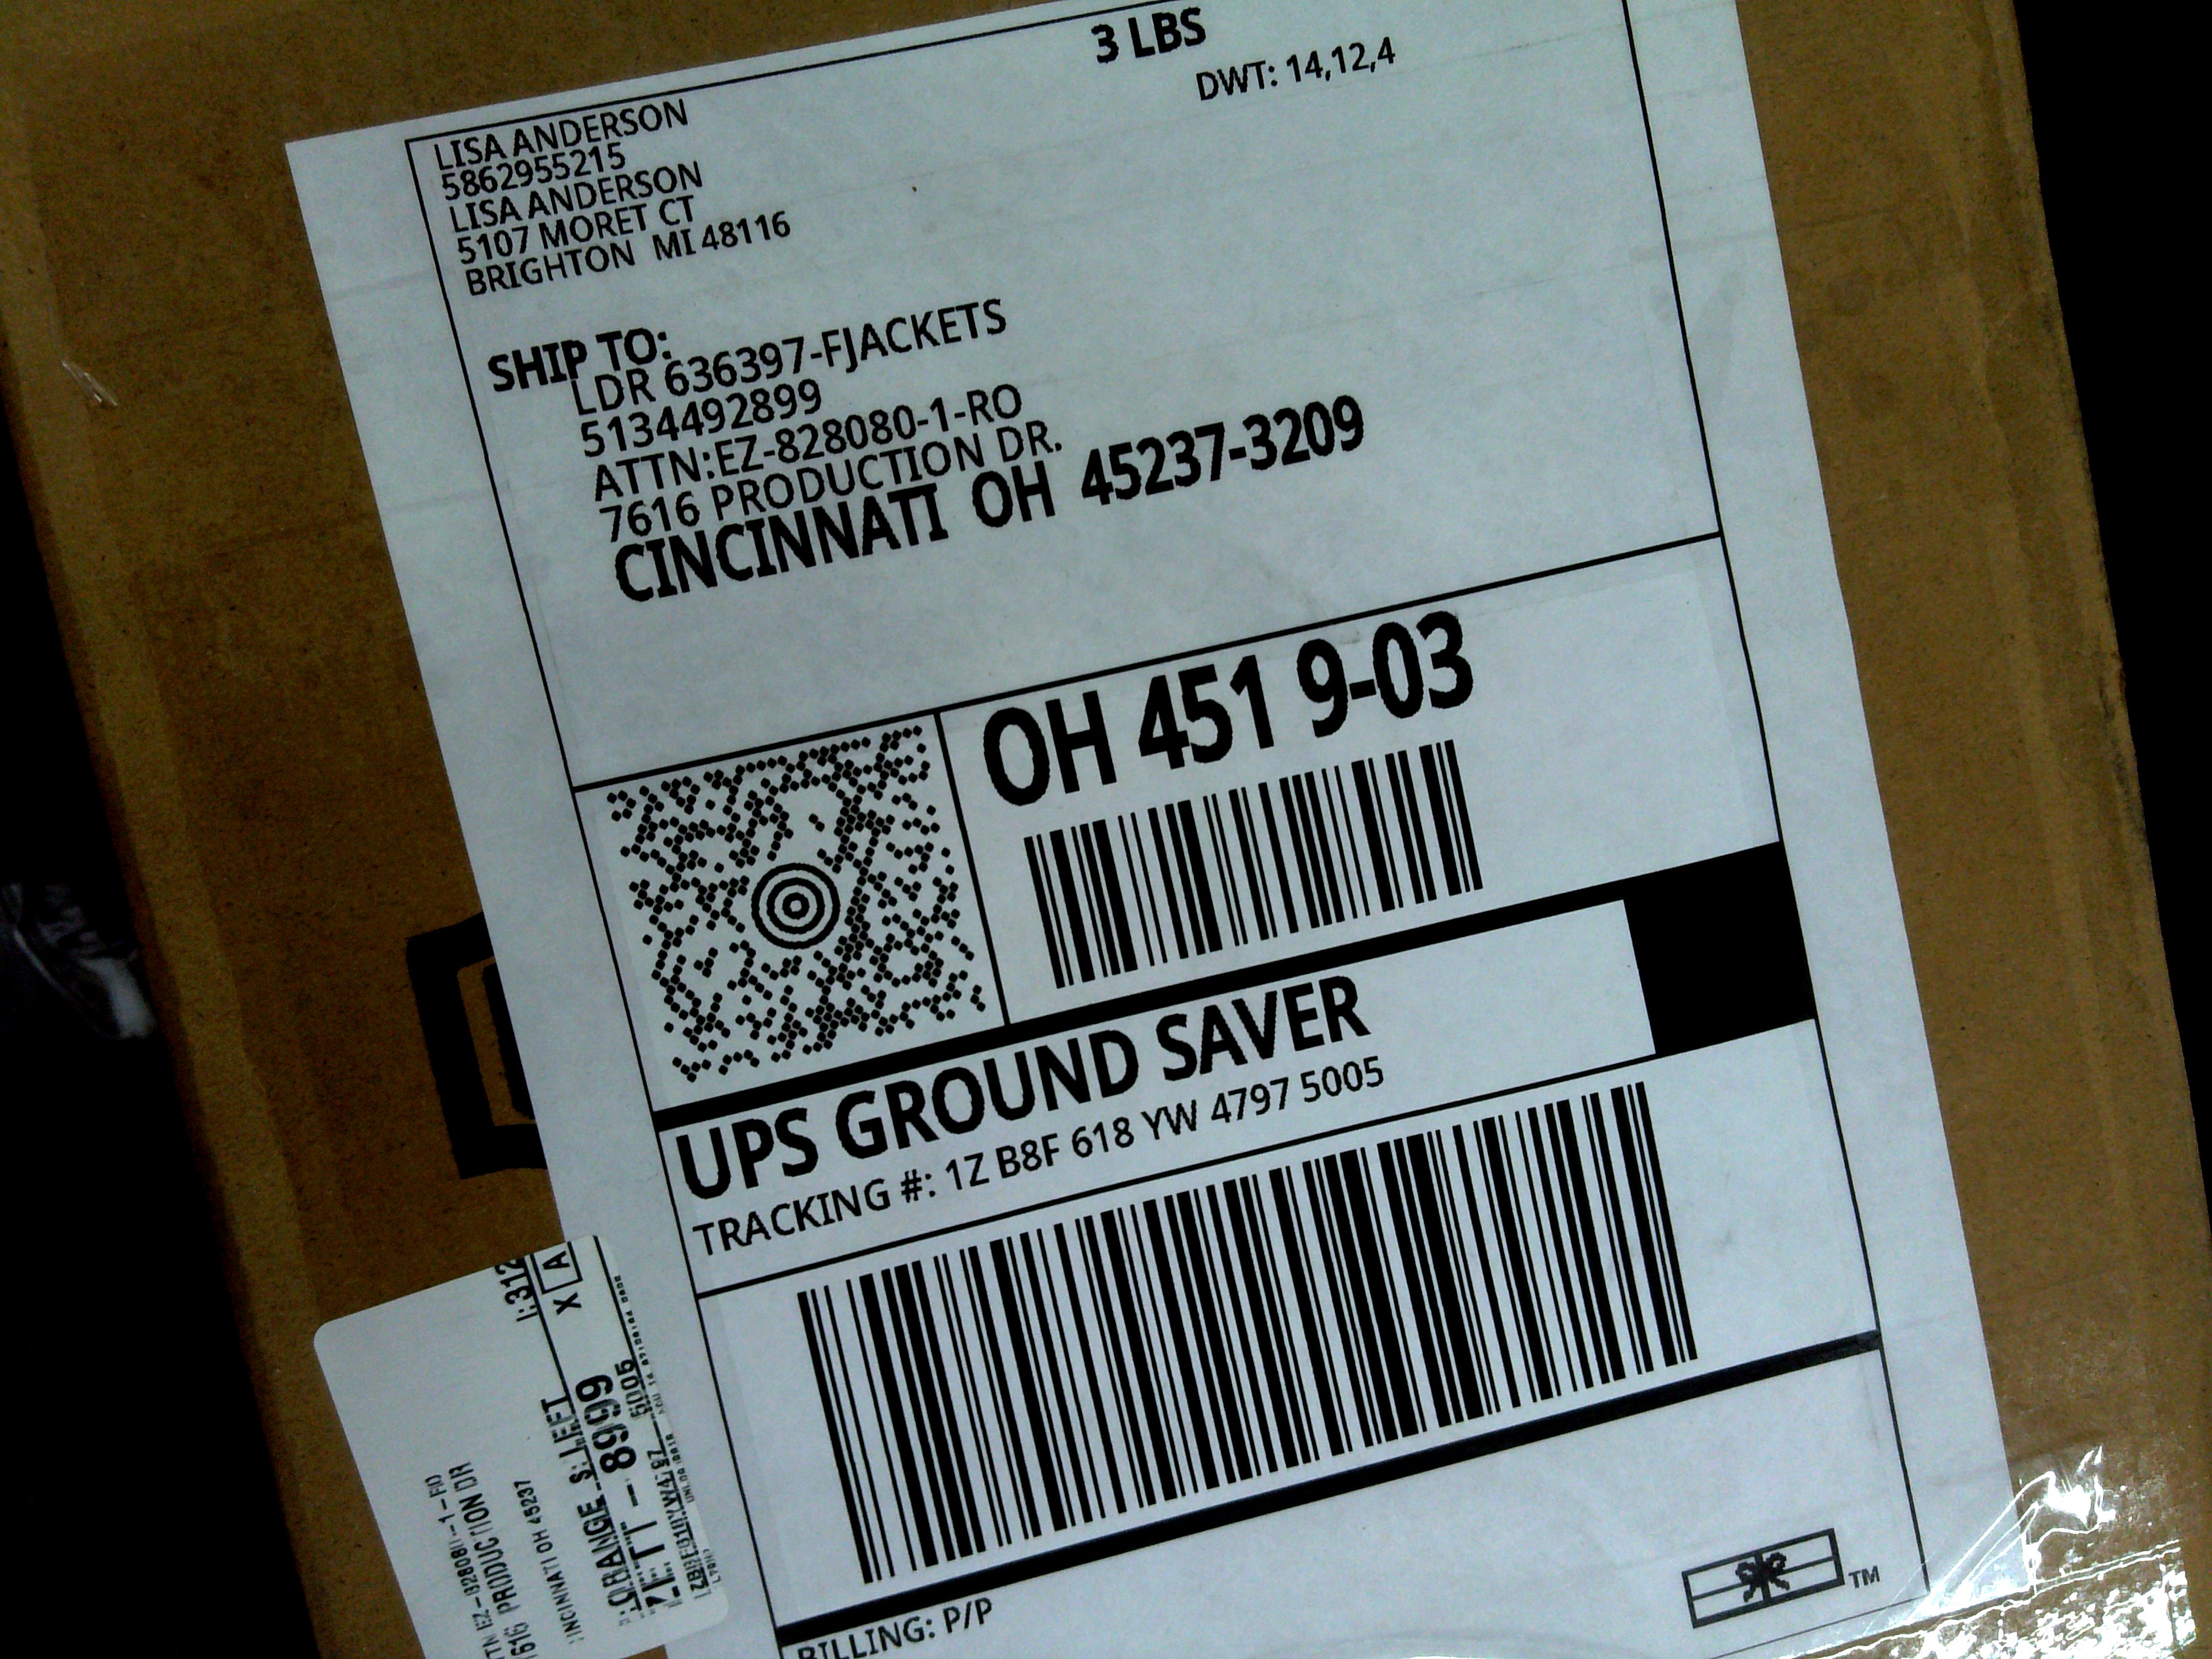 3 LBS
DWT: 14,12,4
LISA ANDERSON
5862955215
LISA ANDERSON
5107 MORET CT
BRIGHTON MI 48116
SHIP TO:
LDR 636397-FJACKETS
5134492899
ATTN:EZ-828080-1-RO
7616 PRODUCTION DR.
CINCINNATI OH 45237-3209
OH 451 9-03
UPS GROUND SAVER
TRACKING #: 1Z B8F 618 YW 4797 5005
BILLING: P/P
TM
I:312
X A
S: LEFT
8999
5005
PRODUCTION DR
OH 45237